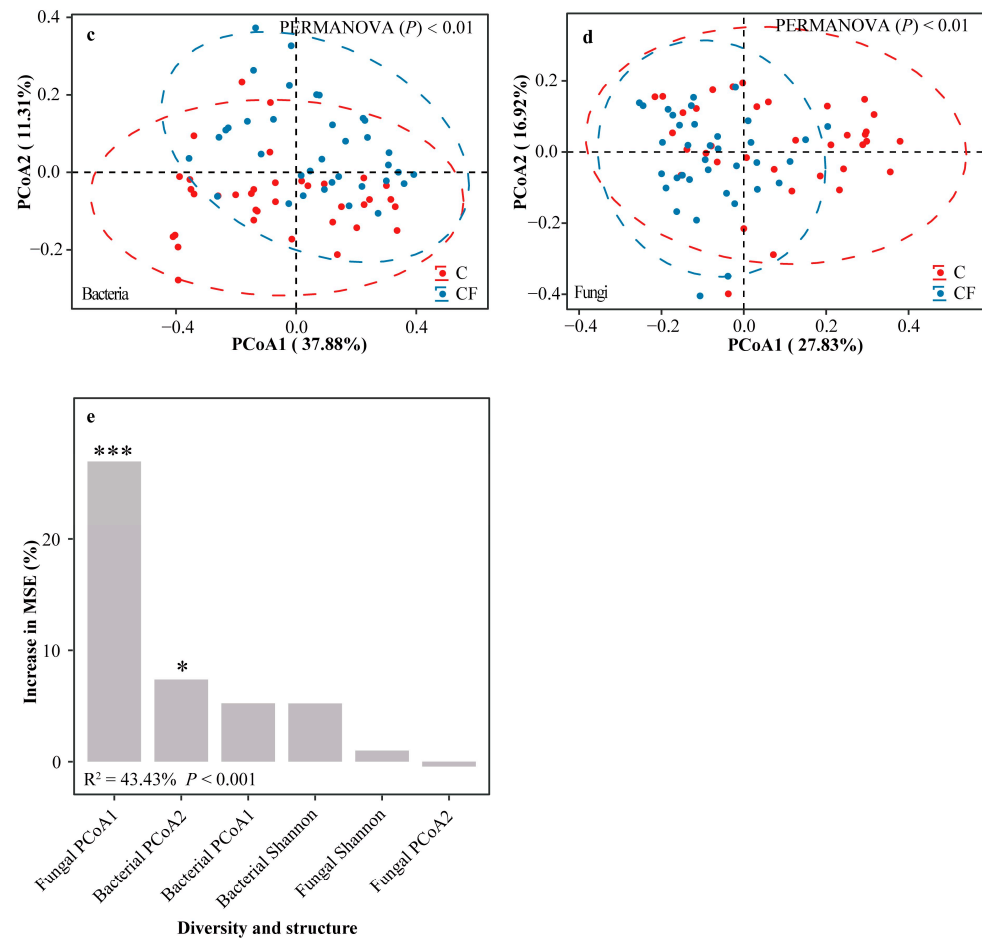 c
PERMANOVA (P) < 0.01
0.4
0.2
0.0
−0.2
PCoA2 ( 11.31%)
C
CF
Bacteria
−0.4
0.0
0.4
PCoA1 ( 37.88%)
d
PERMANOVA (P) < 0.01
0.2
0.0
−0.2
−0.4
PCoA2 ( 16.92%)
C
CF
Fungi
−0.4
−0.2
0.0
0.2
0.4
PCoA1 ( 27.83%)
e
***
*
20
10
0
Increase in MSE (%)
R² = 43.43% P < 0.001
Fungal PCoA1
Bacterial PCoA2
Bacterial PCoA1
Bacterial Shannon
Fungal Shannon
Fungal PCoA2
Diversity and structure